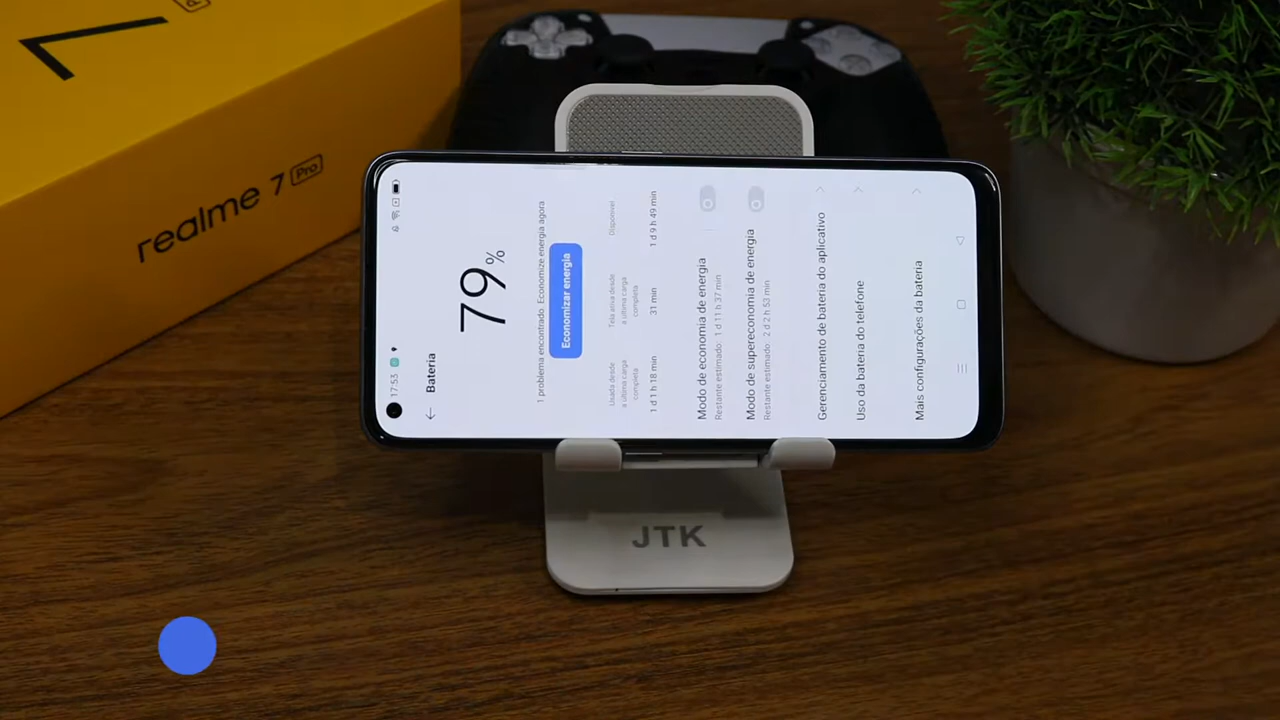 7
realme 7 Pro
17:53
Bateria
79%
1 problema encontrado. Economize energia agora
Economizar energia
Usada desde
a última carga
completa
1 d 1 h 18 min
Tela ativa desde
a última carga
completa
31 min
Disponível
1 d 9 h 49 min
Modo de economia de energia
Restante estimado: 1 d 11 h 37 min
Modo de supereconomia de energia
Restante estimado: 2 d 2 h 53 min
Gerenciamento de bateria do aplicativo
Uso da bateria do telefone
Mais configurações da bateria
JTK